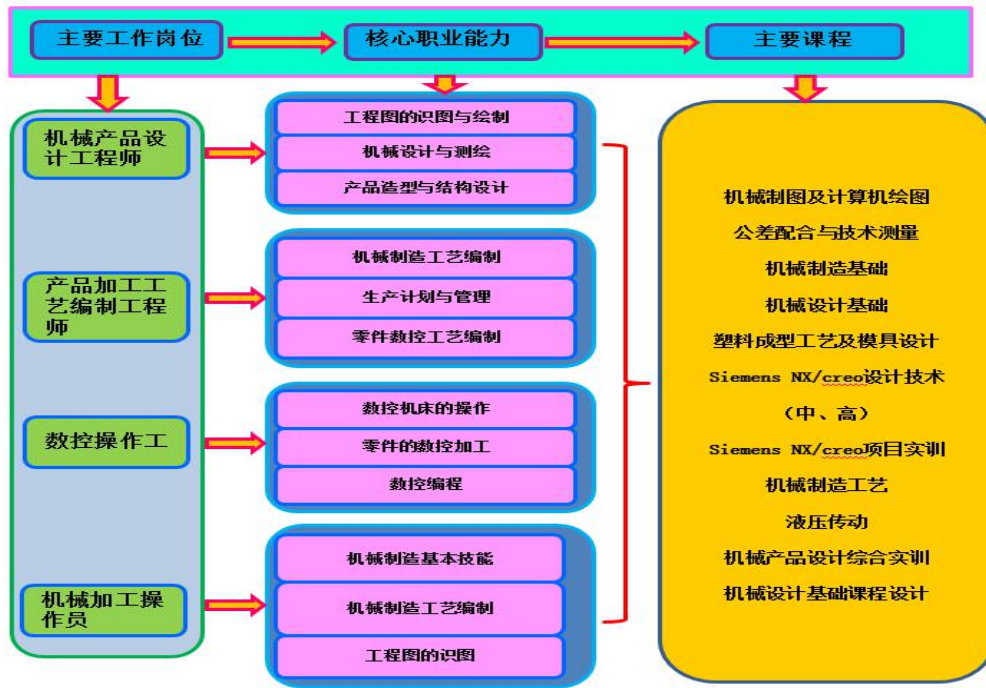 主要工作岗位
核心职业能力
主要课程
机械产品设
计工程师
工程图的识图与绘制
机械设计与测绘
产品造型与结构设计
产品加工工
艺编制工程
师
机械制造工艺编制
生产计划与管理
零件数控工艺编制
数控操作工
数控机床的操作
零件的数控加工
数控编程
机械加工操
作员
机械制造基本技能
机械制造工艺编制
工程图的识图
机械制图及计算机绘图
公差配合与技术测量
机械制造基础
机械设计基础
塑料成型工艺及模具设计
Siemens NX/creo设计技术
（中、高）
Siemens NX/creo项目实训
机械制造工艺
液压传动
机械产品设计综合实训
机械设计基础课程设计